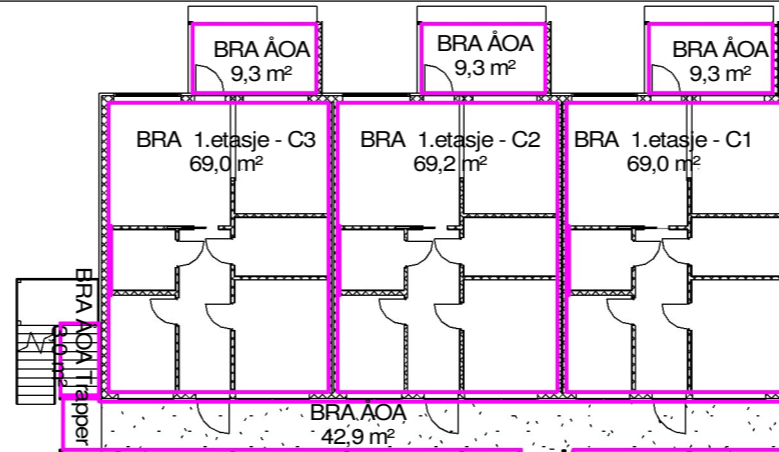 BRA ÅOA
9,3 m²
BRA ÅOA
9,3 m²
BRA ÅOA
9,3 m²
BRA 1.etasje - C3
69,0 m²
BRA 1.etasje - C2
69,2 m²
BRA 1.etasje - C1
69,0 m²
BRA ÅOA Trapper
BRA.ÅOA
42,9 m²